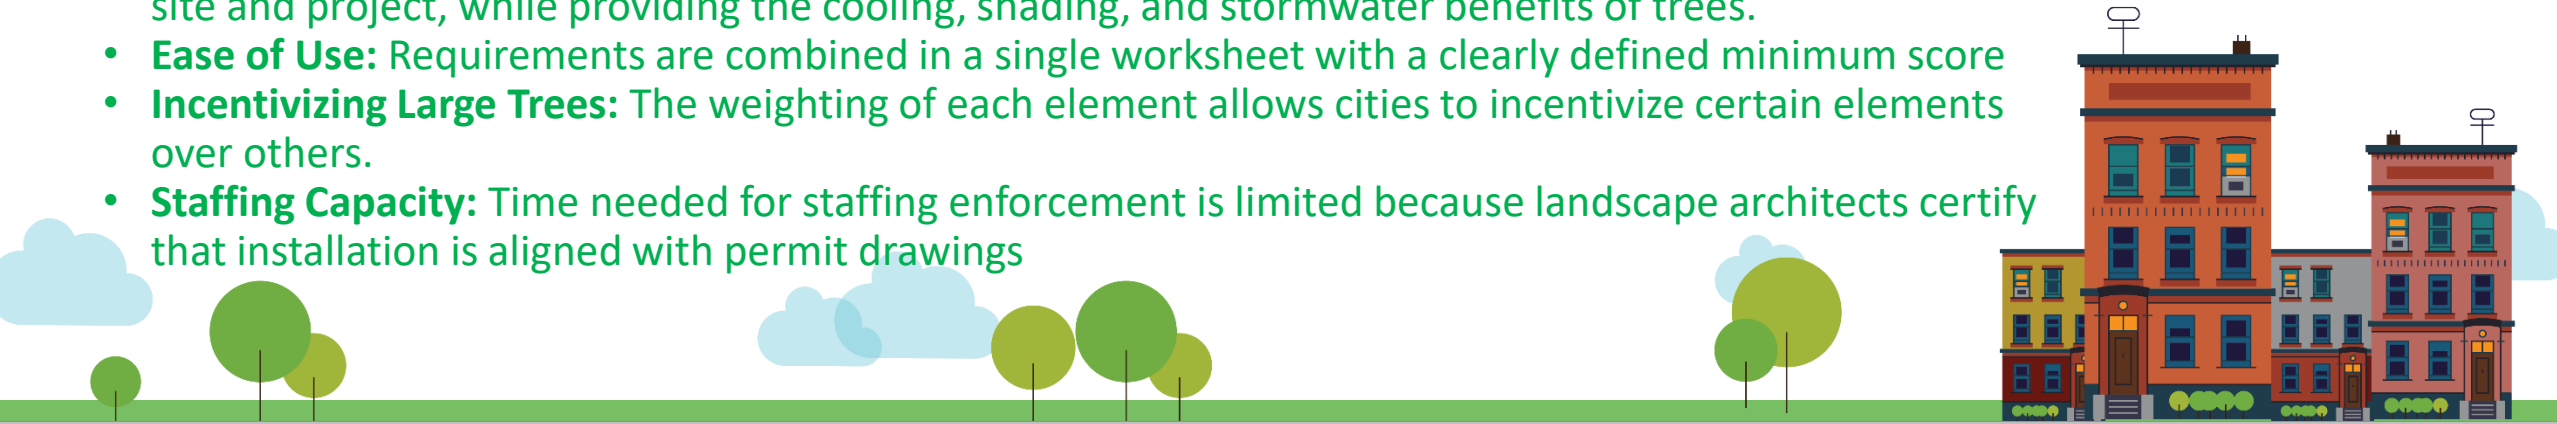 site and project, while providing the cooling, shading, and stormwater benefits of trees.
• Ease of Use: Requirements are combined in a single worksheet with a clearly defined minimum score
• Incentivizing Large Trees: The weighting of each element allows cities to incentivize certain elements
over others.
• Staffing Capacity: Time needed for staffing enforcement is limited because landscape architects certify
that installation is aligned with permit drawings